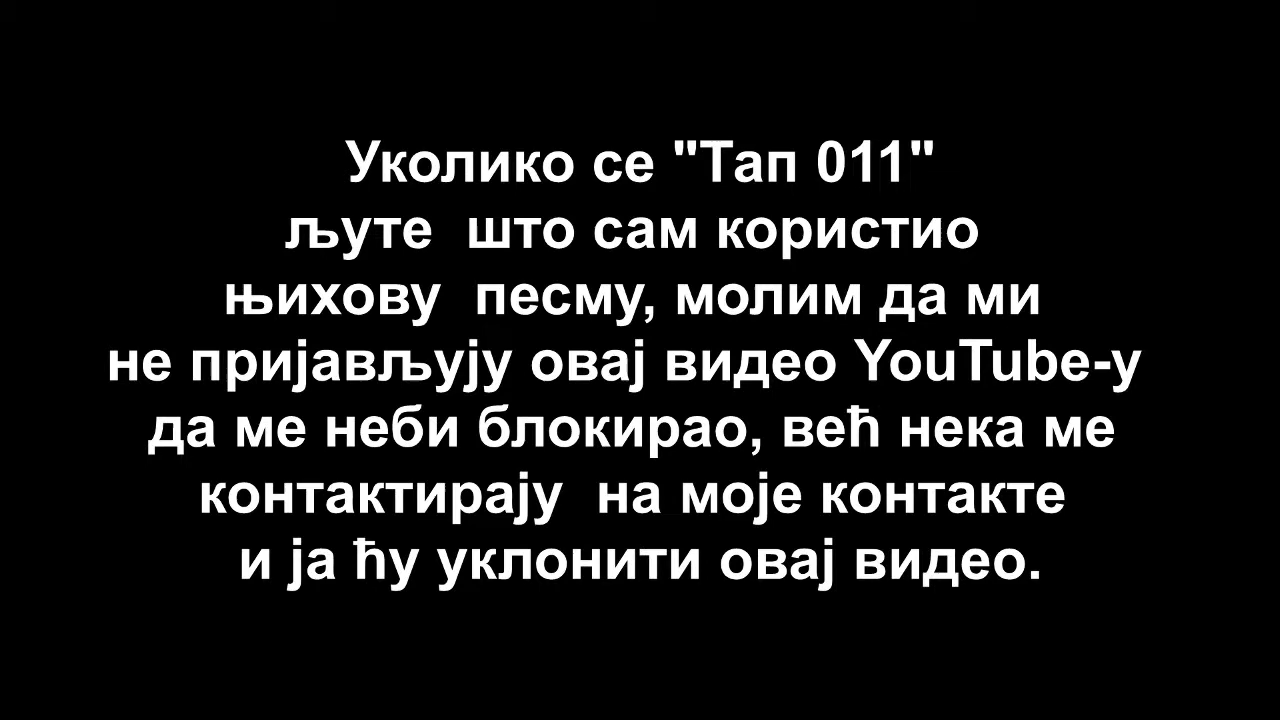 Уколико се "Тап 011"
љуте  што сам користио
њихову  песму, молим да ми
не пријављују овај видео YouTube-у
да ме неби блокирао, већ нека ме
контактирају  на моје контакте
и ја ћу уклонити овај видео.